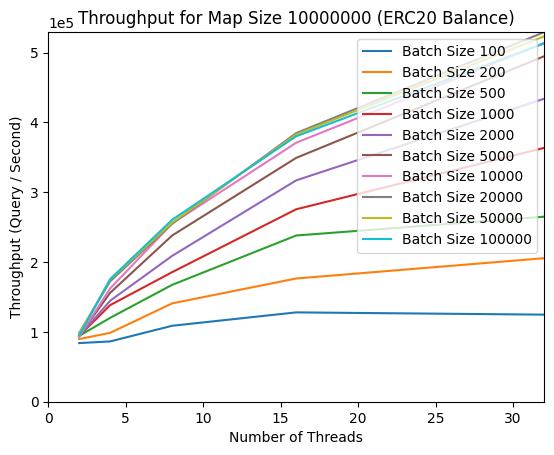 Throughput for Map Size 10000000 (ERC20 Balance)
1e5
5
4
3
2
1
0
Throughput (Query / Second)
Batch Size 100
Batch Size 200
Batch Size 500
Batch Size 1000
Batch Size 2000
Batch Size 5000
Batch Size 10000
Batch Size 20000
Batch Size 50000
Batch Size 100000
0 5 10 15 20 25 30
Number of Threads